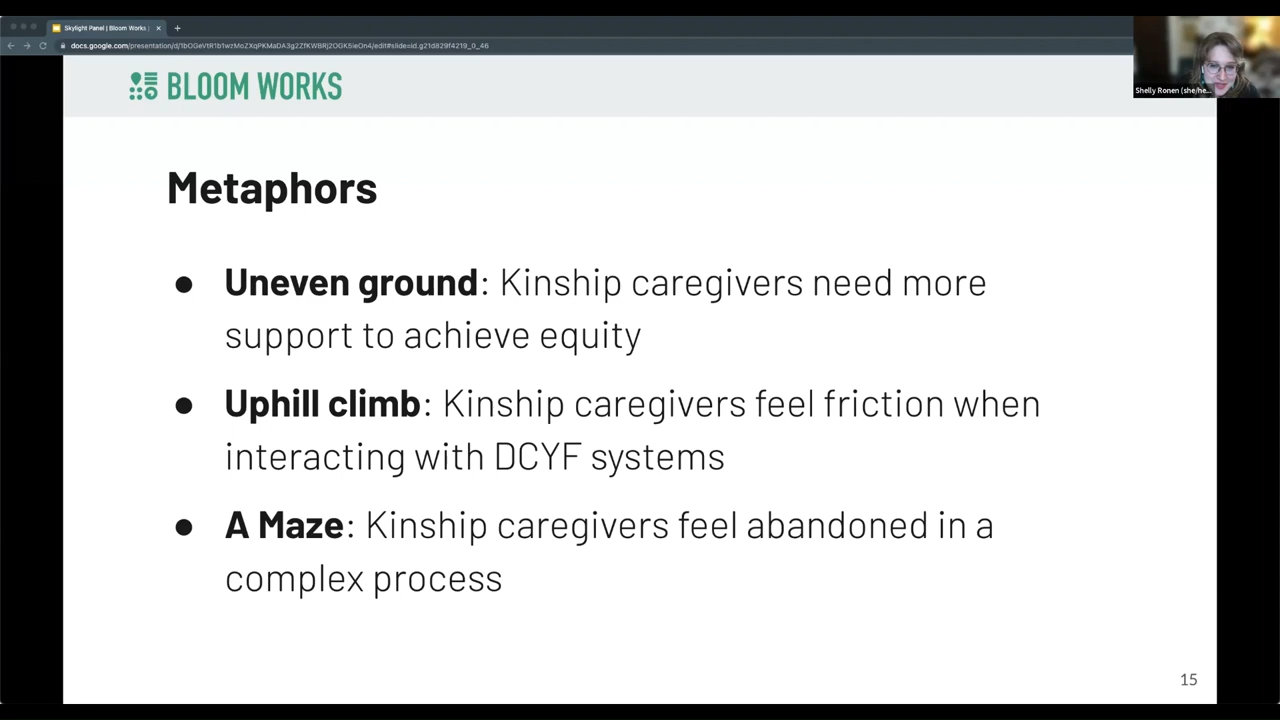 Skylight Panel | Bloom Works |
docs.google.com/presentation/d/1bOGeVtR1b1wzMoZXqPKMaDA3g2ZfKWBRj2OGK5ieOn4/edit#slide=id.g21d829f4219_0_46
BLOOM WORKS
Shelly Ronen (she/he...
Metaphors
● Uneven ground: Kinship caregivers need more
support to achieve equity
● Uphill climb: Kinship caregivers feel friction when
interacting with DCYF systems
● A Maze: Kinship caregivers feel abandoned in a
complex process
15